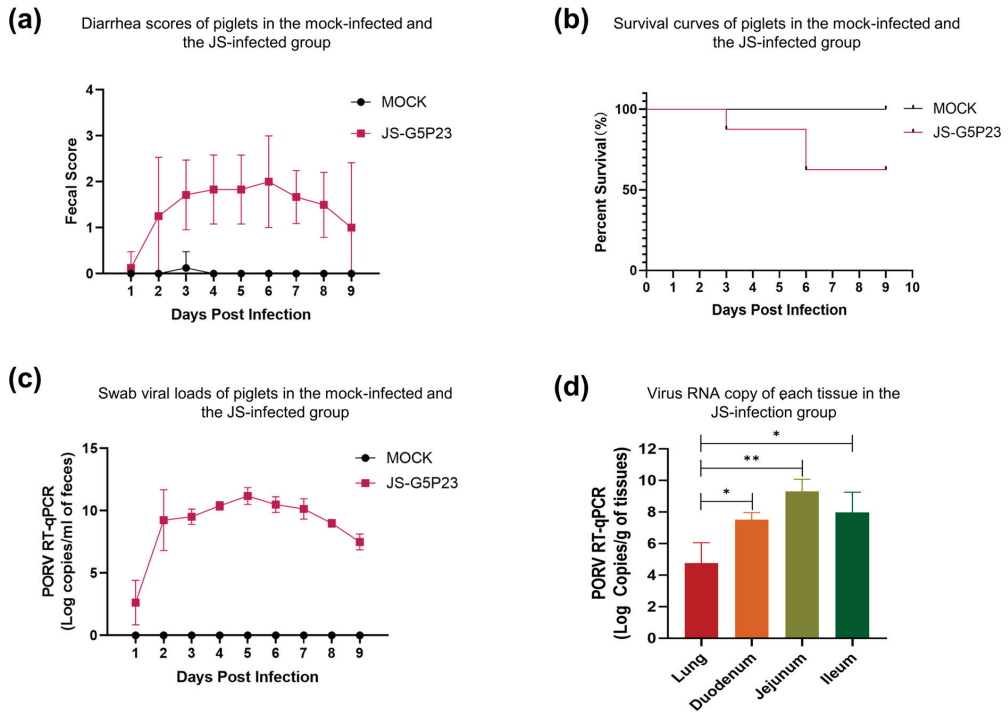 (a)
Diarrhea scores of piglets in the mock-infected and
the JS-infected group
MOCK
JS-G5P23
Fecal Score
4
3
2
1
0
1 2 3 4 5 6 7 8 9
Days Post Infection
(b)
Survival curves of piglets in the mock-infected and
the JS-infected group
MOCK
JS-G5P23
Percent Survival(%)
100
50
0
0 1 2 3 4 5 6 7 8 9 10
Days Post Infection
(c)
Swab viral loads of piglets in the mock-infected and
the JS-infected group
MOCK
JS-G5P23
PORV RT-qPCR
(Log copies/ml of feces)
15
10
5
0
1 2 3 4 5 6 7 8 9
Days Post Infection
(d)
Virus RNA copy of each tissue in the
JS-infection group
*
**
*
PORV RT-qPCR
(Log Copies/g of tissues)
12
10
8
6
4
2
0
Lung
Duodenum
Jejunum
Ileum